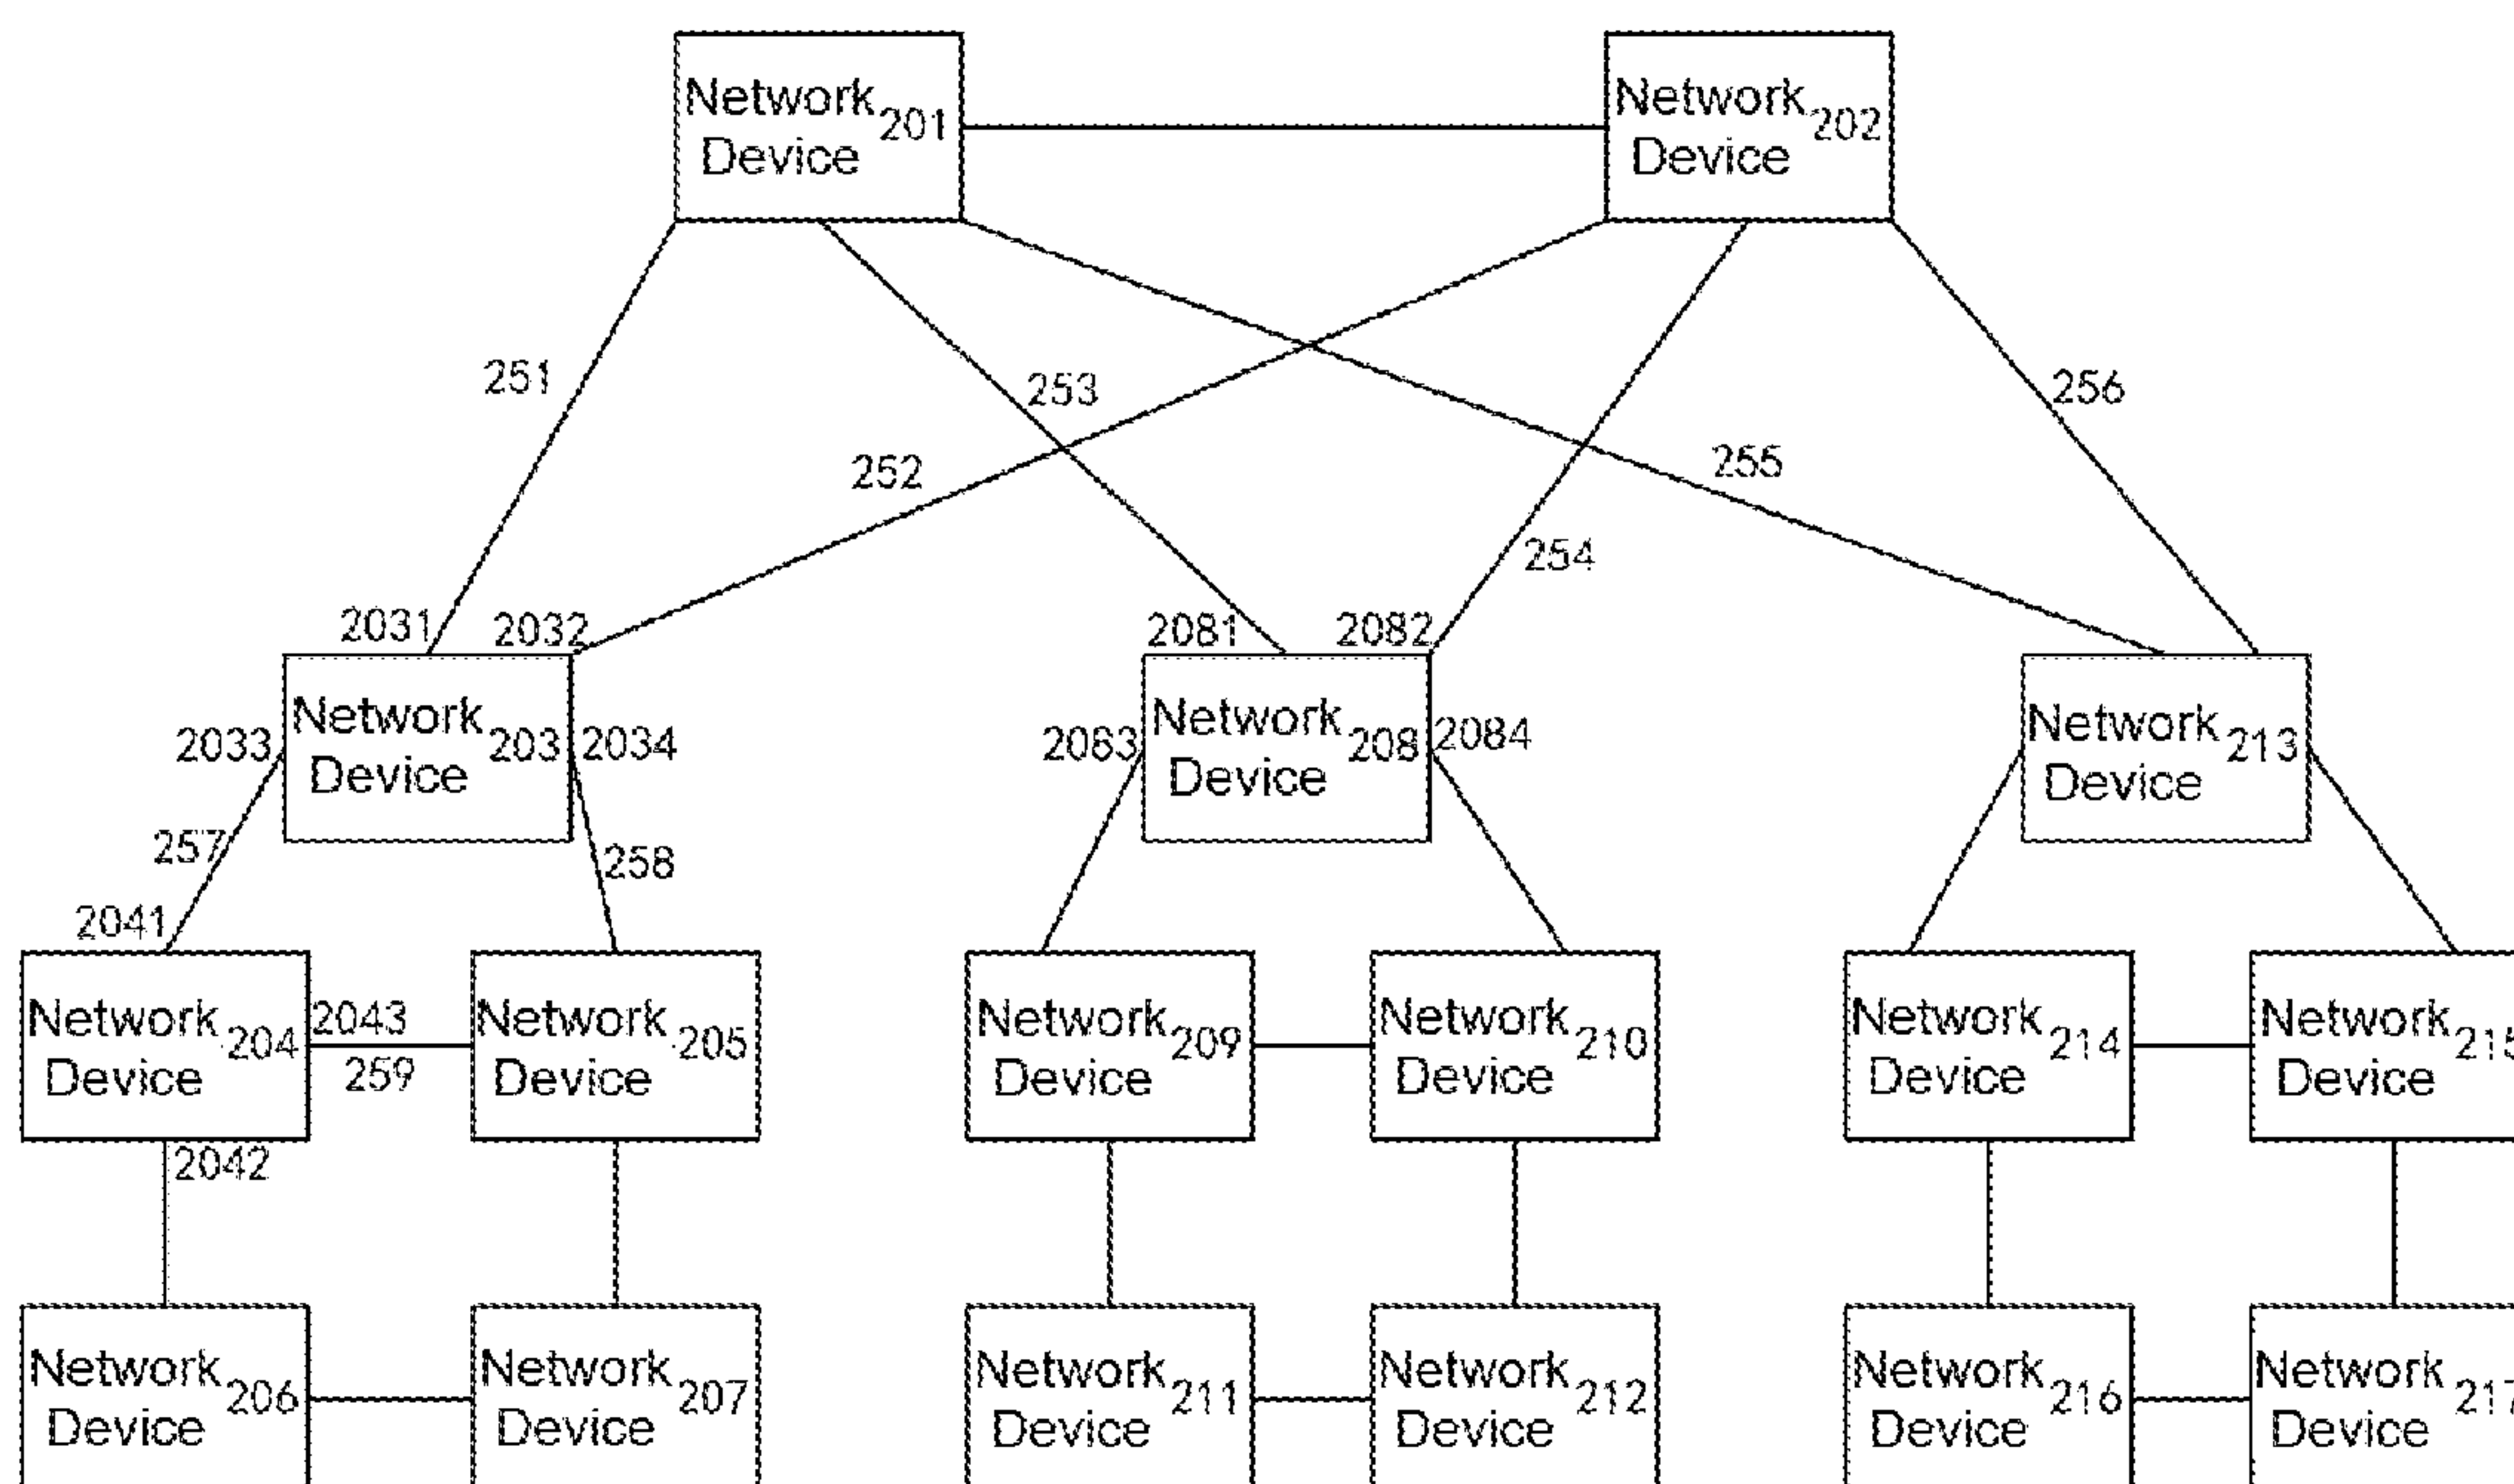 Network
Device
201
Network
Device
202
251
253
256
252
255
254
2031
2032
2081
2082
Network
Device
203
2033
2034
Network
Device
208
2083
2084
Network
Device
213
257
258
2041
Network
Device
204
2043
259
Network
Device
205
Network
Device
209
Network
Device
210
Network
Device
214
Network
Device
2042
Network
Device
206
Network
Device
207
Network
Device
211
Network
Device
212
Network
Device
216
Network
Device
217